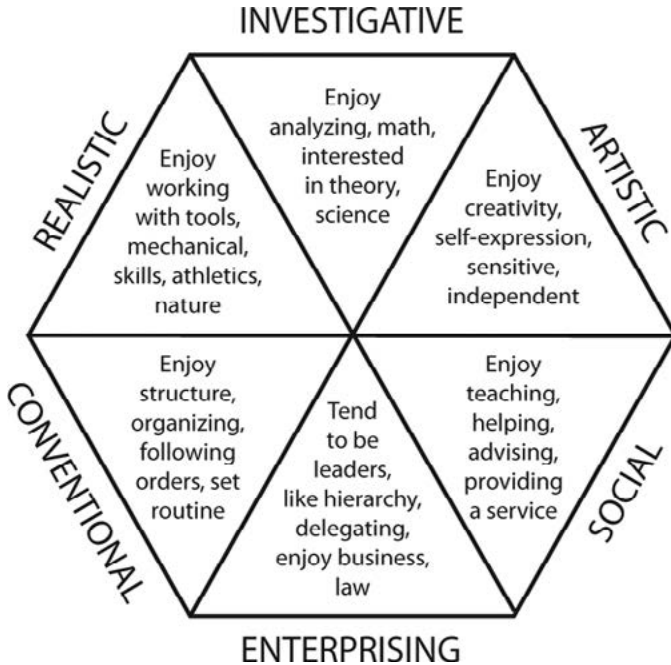 INVESTIGATIVE
REALISTIC
ARTISTIC
Enjoy
analyzing, math,
interested
in theory,
science
Enjoy
working
with tools,
mechanical,
skills, athletics,
nature
Enjoy
creativity,
self-expression,
sensitive,
independent
Enjoy
structure,
organizing,
following
orders, set
routine
Tend
to be
leaders,
like hierarchy,
delegating,
enjoy business,
law
Enjoy
teaching,
helping,
advising,
providing
a service
CONVENTIONAL
SOCIAL
ENTERPRISING